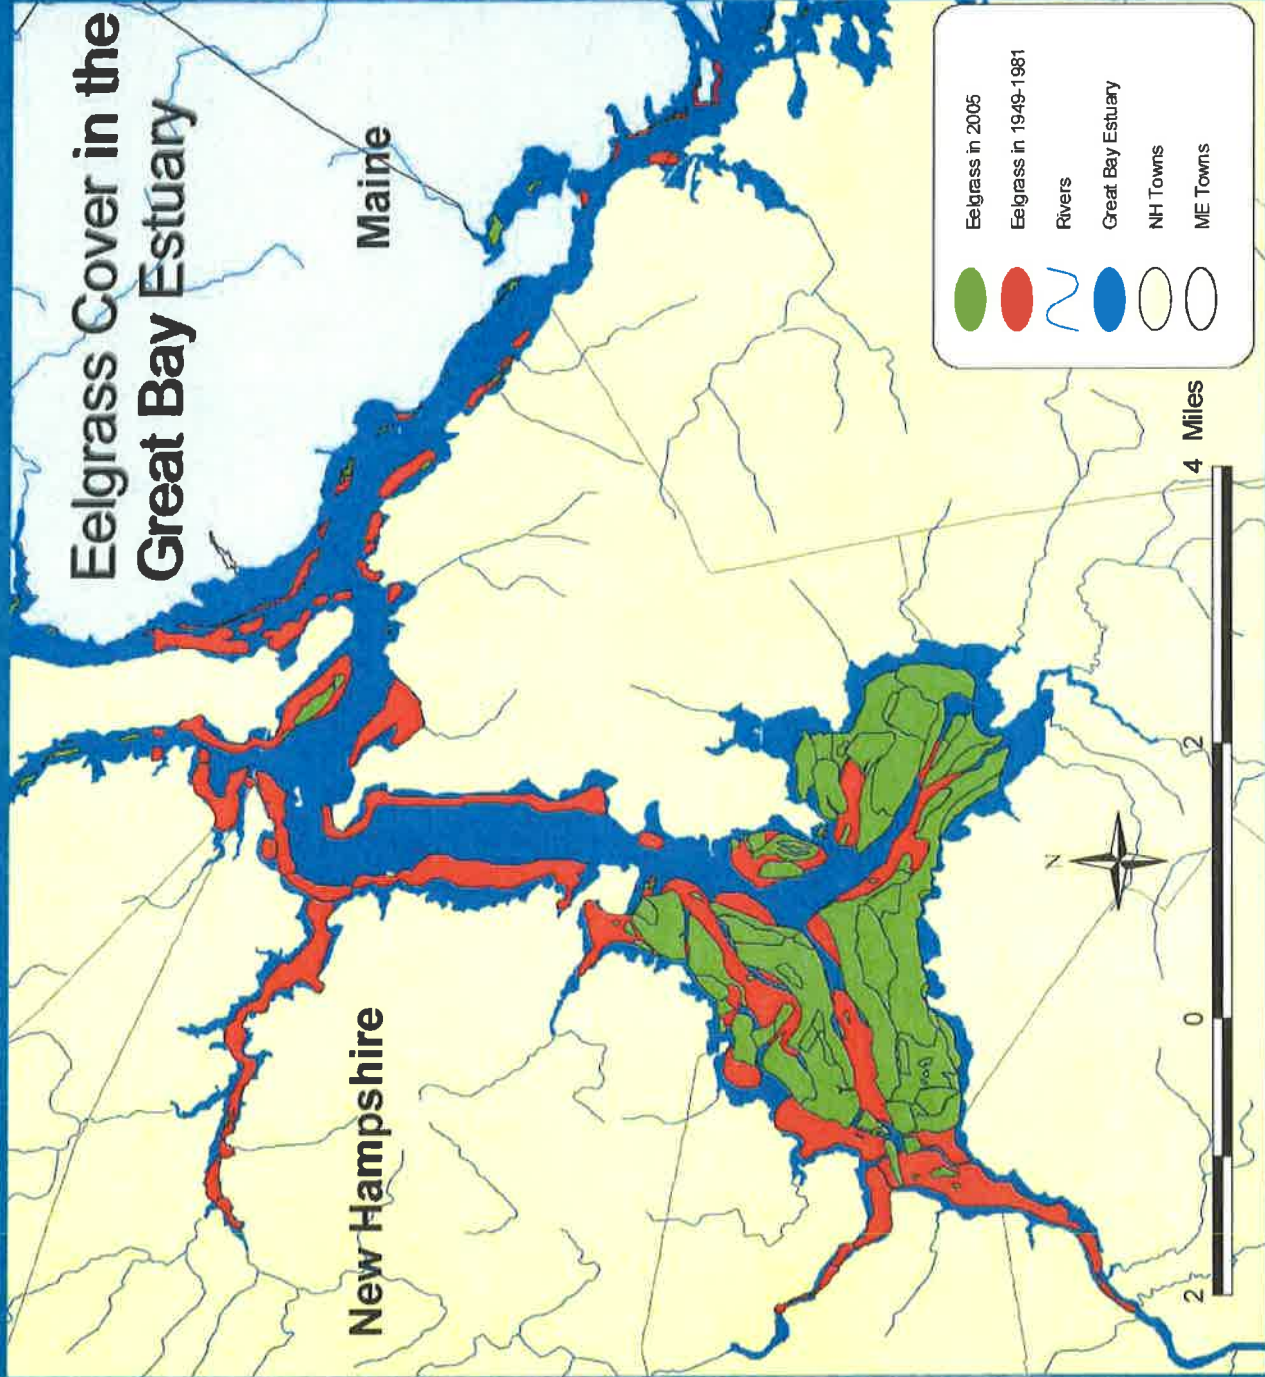 Eelgrass Cover in the
Great Bay Estuary
Maine
New Hampshire
N
Eelgrass in 2005
Eelgrass in 1949-1981
Rivers
Great Bay Estuary
NH Towns
ME Towns
2 0 2 4 Miles